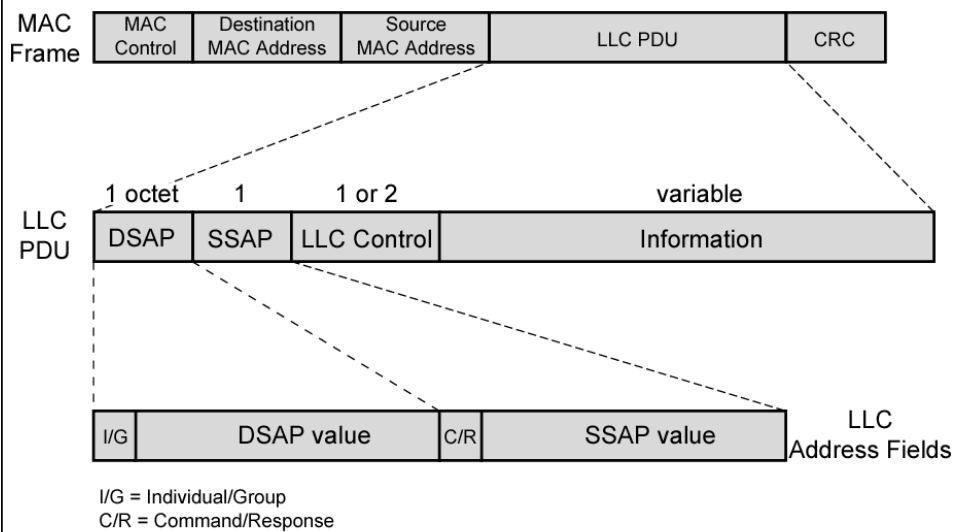 MAC Frame
MAC Control
Destination MAC Address
Source MAC Address
LLC PDU
CRC
1 octet
1
1 or 2
variable
LLC PDU
DSAP
SSAP
LLC Control
Information
I/G
DSAP value
C/R
SSAP value
LLC Address Fields
I/G = Individual/Group
C/R = Command/Response